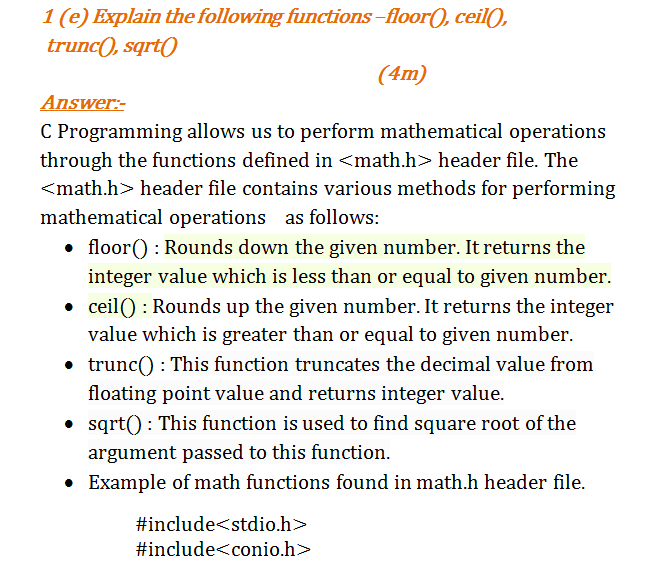 1 (e) Explain the following functions –floor(), ceil(),
trunc(), sqrt()
(4m)
Answer:-
C Programming allows us to perform mathematical operations
through the functions defined in <math.h> header file. The
<math.h> header file contains various methods for performing
mathematical operations as follows:
• floor() : Rounds down the given number. It returns the
integer value which is less than or equal to given number.
• ceil() : Rounds up the given number. It returns the integer
value which is greater than or equal to given number.
• trunc() : This function truncates the decimal value from
floating point value and returns integer value.
• sqrt() : This function is used to find square root of the
argument passed to this function.
• Example of math functions found in math.h header file.
#include<stdio.h>
#include<conio.h>